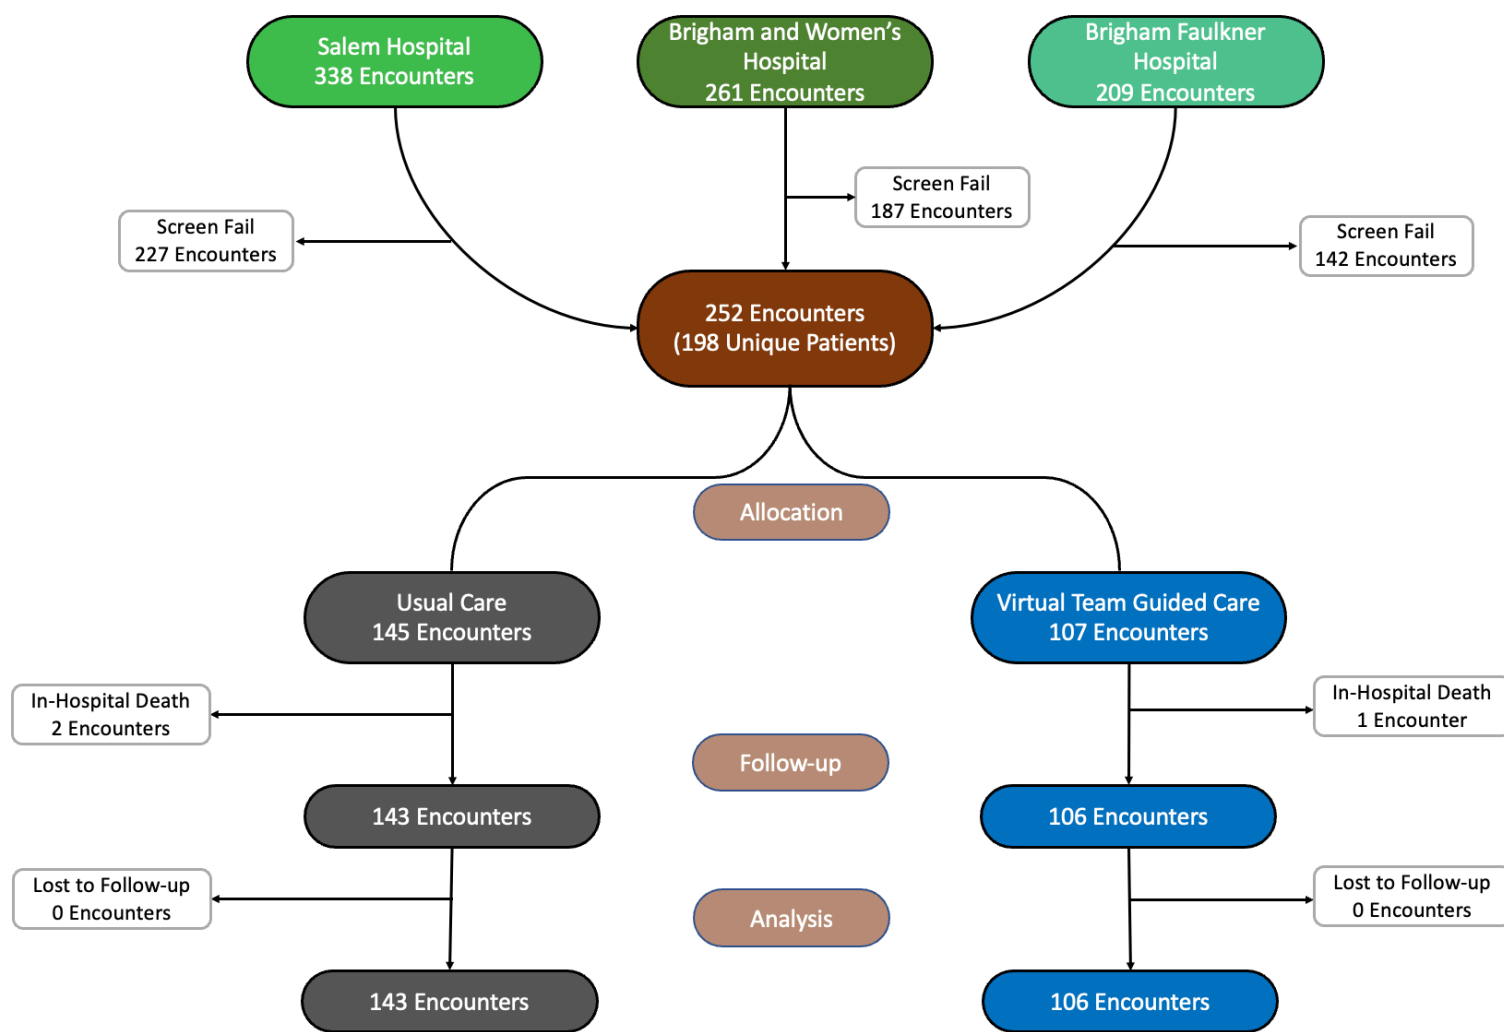 Salem Hospital
338 Encounters
Brigham and Women’s
Hospital
261 Encounters
Brigham Faulkner
Hospital
209 Encounters
Screen Fail
187 Encounters
Screen Fail
227 Encounters
Screen Fail
142 Encounters
252 Encounters
(198 Unique Patients)
Allocation
Usual Care
145 Encounters
Virtual Team Guided Care
107 Encounters
In-Hospital Death
2 Encounters
In-Hospital Death
1 Encounter
Follow-up
143 Encounters
106 Encounters
Lost to Follow-up
0 Encounters
Lost to Follow-up
0 Encounters
Analysis
143 Encounters
106 Encounters